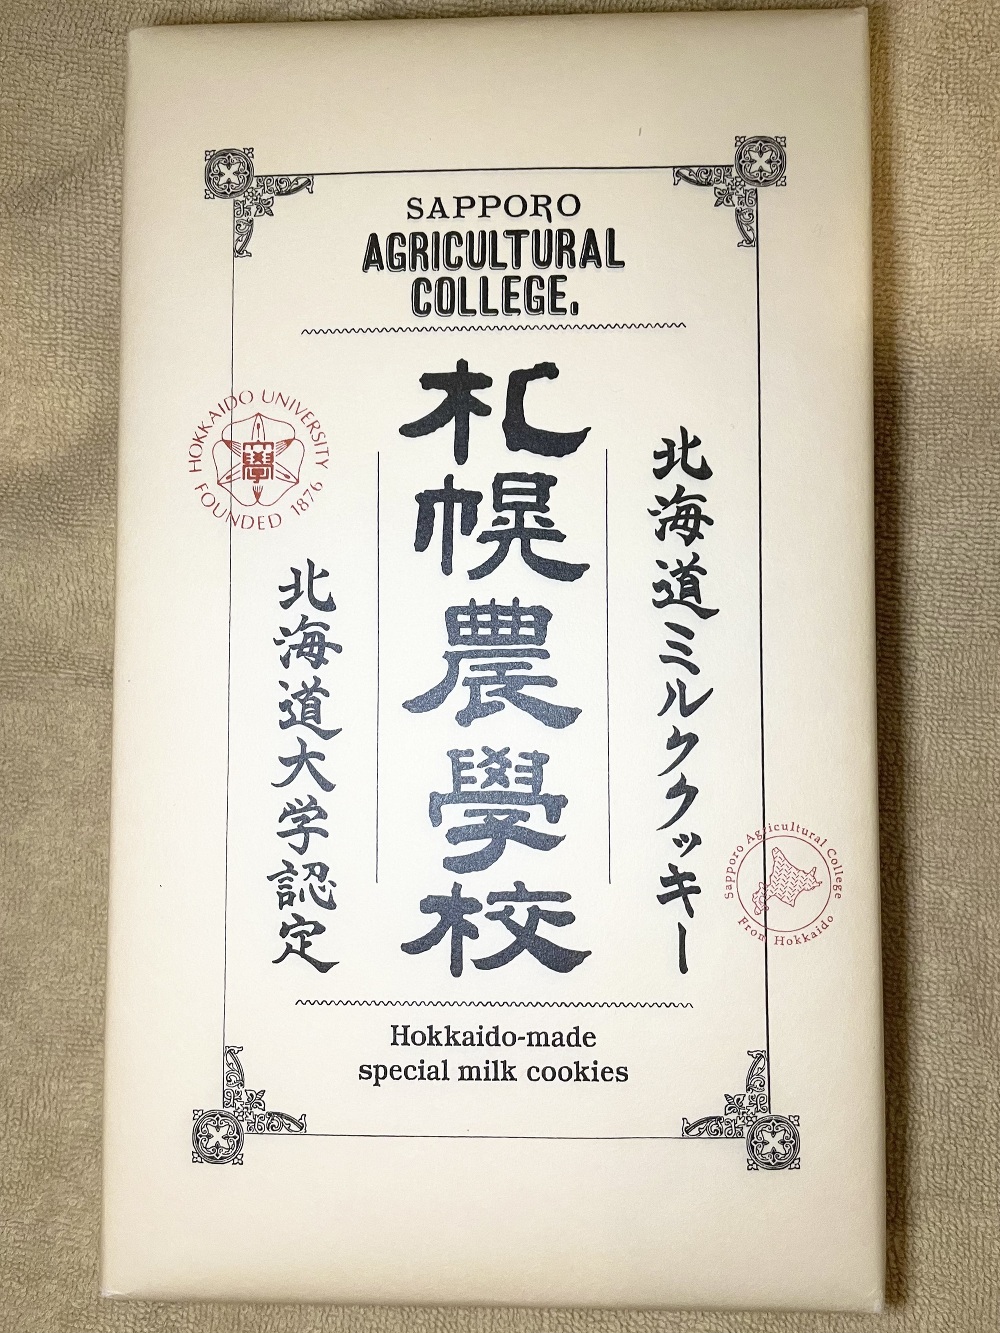 SAPPORO
AGRICULTURAL
COLLEGE.
北海道ミルククッキー
札幌農學校
北海道大学認定
HOKKAIDO UNIVERSITY
FOUNDED 1876
大學
Sapporo Agricultural College
From Hokkaido
Hokkaido-made
special milk cookies